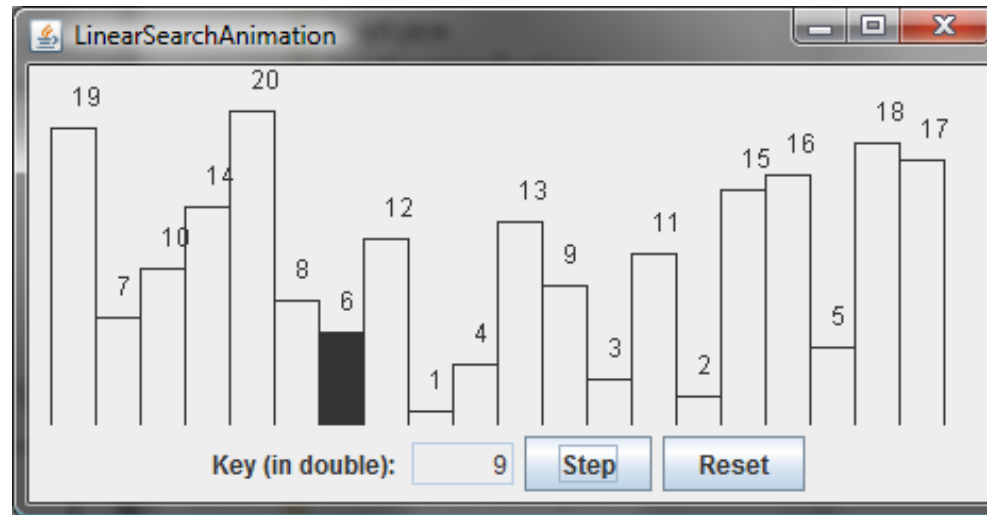 LinearSearchAnimation
19 7 10 14 20 8 6 12 1 4 13 9 3 11 2 15 16 5 18 17
Key (in double): 9 Step Reset